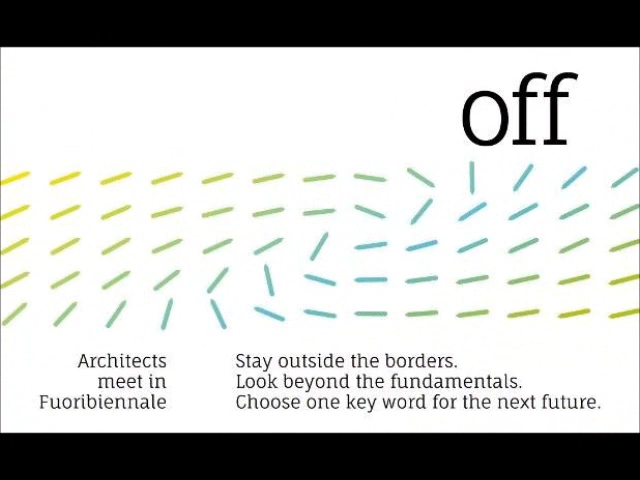 off
Architects
meet in
Fuoribiennale
Stay outside the borders.
Look beyond the fundamentals.
Choose one key word for the next future.